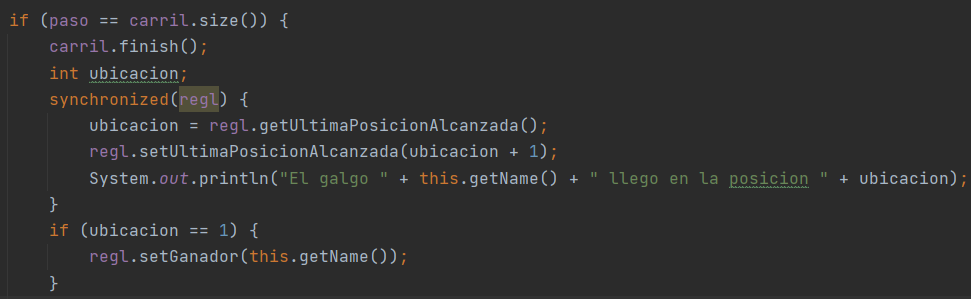 if (paso == carril.size()) {
carril.finish();
int ubicacion;
synchronized(regl) {
ubicacion = regl.getUltimaPosicionAlcanzada();
regl.setUltimaPosicionAlcanzada(ubicacion + 1);
System.out.println("El galgo " + this.getName() + " llego en la posicion " + ubicacion);
}
if (ubicacion == 1) {
regl.setGanador(this.getName());
}